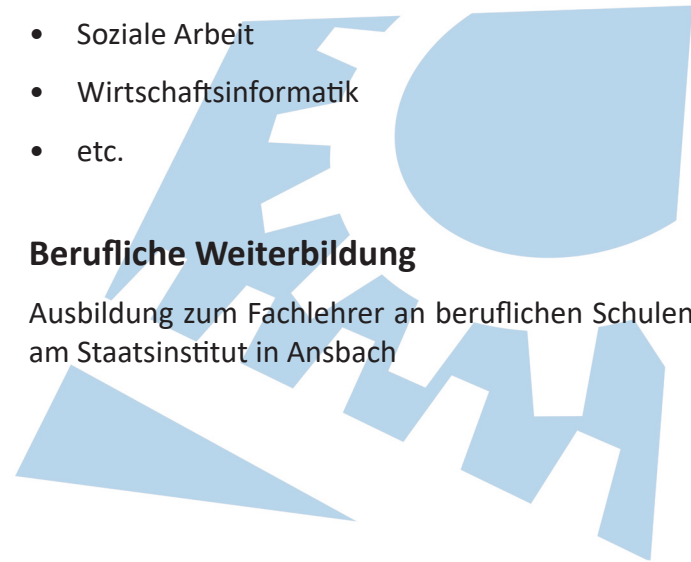 • Soziale Arbeit
• Wirtschaftsinformatik
• etc.
Berufliche Weiterbildung
Ausbildung zum Fachlehrer an beruflichen Schulen
am Staatsinstitut in Ansbach